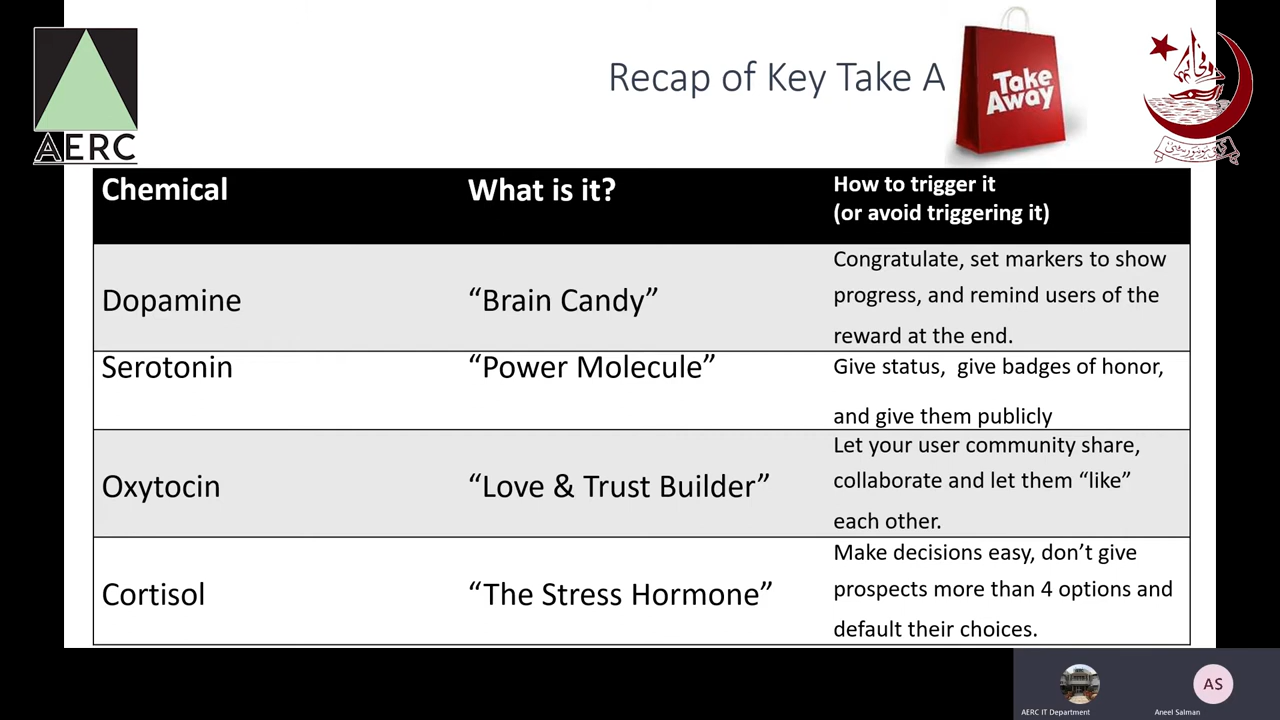 AERC
Recap of Key Take A
Take
Away
Chemical
What is it?
How to trigger it
(or avoid triggering it)
Dopamine
“Brain Candy”
Congratulate, set markers to show
progress, and remind users of the
reward at the end.
Serotonin
“Power Molecule”
Give status,  give badges of honor,
and give them publicly
Oxytocin
“Love & Trust Builder”
Let your user community share,
collaborate and let them “like”
each other.
Cortisol
“The Stress Hormone”
Make decisions easy, don’t give
prospects more than 4 options and
default their choices.
AS
AERC IT Department
Aneel Salman